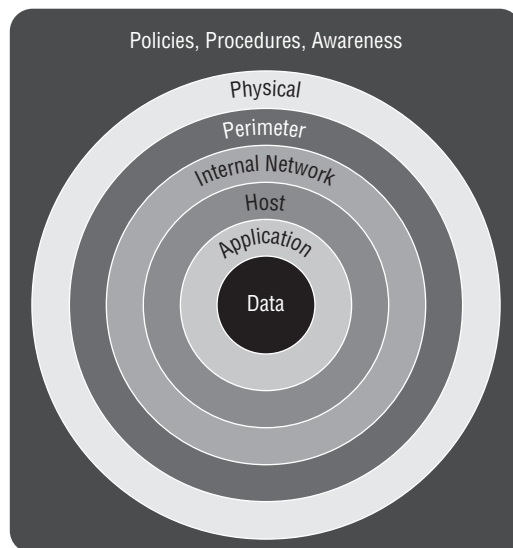 Policies, Procedures, Awareness
Physical
Perimeter
Internal Network
Host
Application
Data